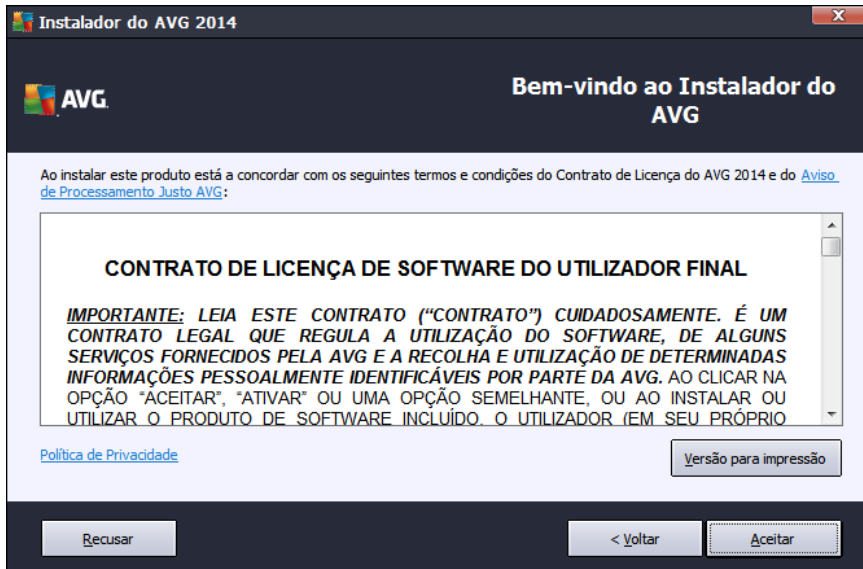 Instalador do AVG 2014
X
AVG.
Bem-vindo ao Instalador do
AVG
Ao instalar este produto está a concordar com os seguintes termos e condições do Contrato de Licença do AVG 2014 e do Aviso
de Processamento Justo AVG:
CONTRATO DE LICENÇA DE SOFTWARE DO UTILIZADOR FINAL
IMPORTANTE: LEIA ESTE CONTRATO (“CONTRATO”) CUIDADOSAMENTE. É UM
CONTRATO LEGAL QUE REGULA A UTILIZAÇÃO DO SOFTWARE, DE ALGUNS
SERVIÇOS FORNECIDOS PELA AVG E A RECOLHA E UTILIZAÇÃO DE DETERMINADAS
INFORMAÇÕES PESSOALMENTE IDENTIFICÁVEIS POR PARTE DA AVG. AO CLICAR NA
OPÇÃO “ACEITAR”, “ATIVAR” OU UMA OPÇÃO SEMELHANTE, OU AO INSTALAR OU
UTILIZAR O PRODUTO DE SOFTWARE INCLUÍDO, O UTILIZADOR (EM SEU PRÓPRIO
Política de Privacidade
Versão para impressão
Recusar
< Voltar
Aceitar